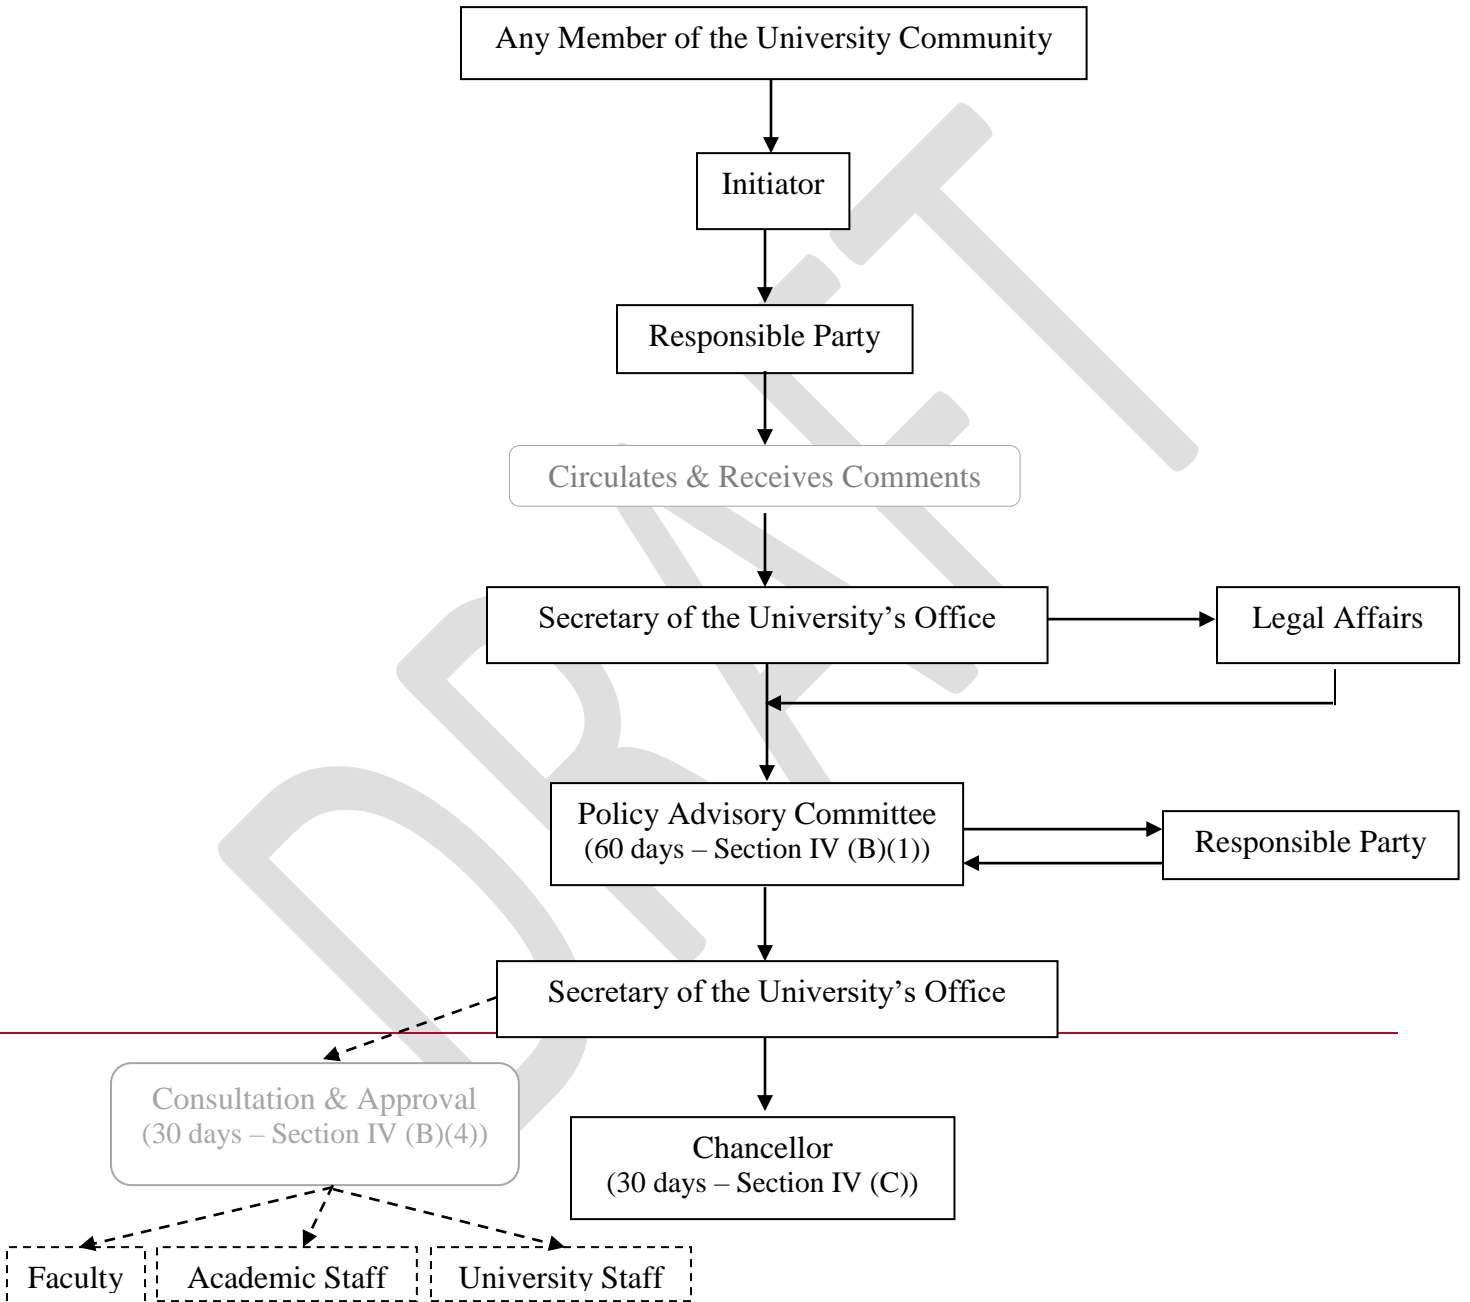 Any Member of the University Community
Initiator
Responsible Party
Circulates & Receives Comments
Secretary of the University’s Office
Legal Affairs
Policy Advisory Committee
(60 days – Section IV (B)(1))
Responsible Party
Secretary of the University’s Office
Consultation & Approval
(30 days – Section IV (B)(4))
Chancellor
(30 days – Section IV (C))
Faculty
Academic Staff
University Staff
DRAFT